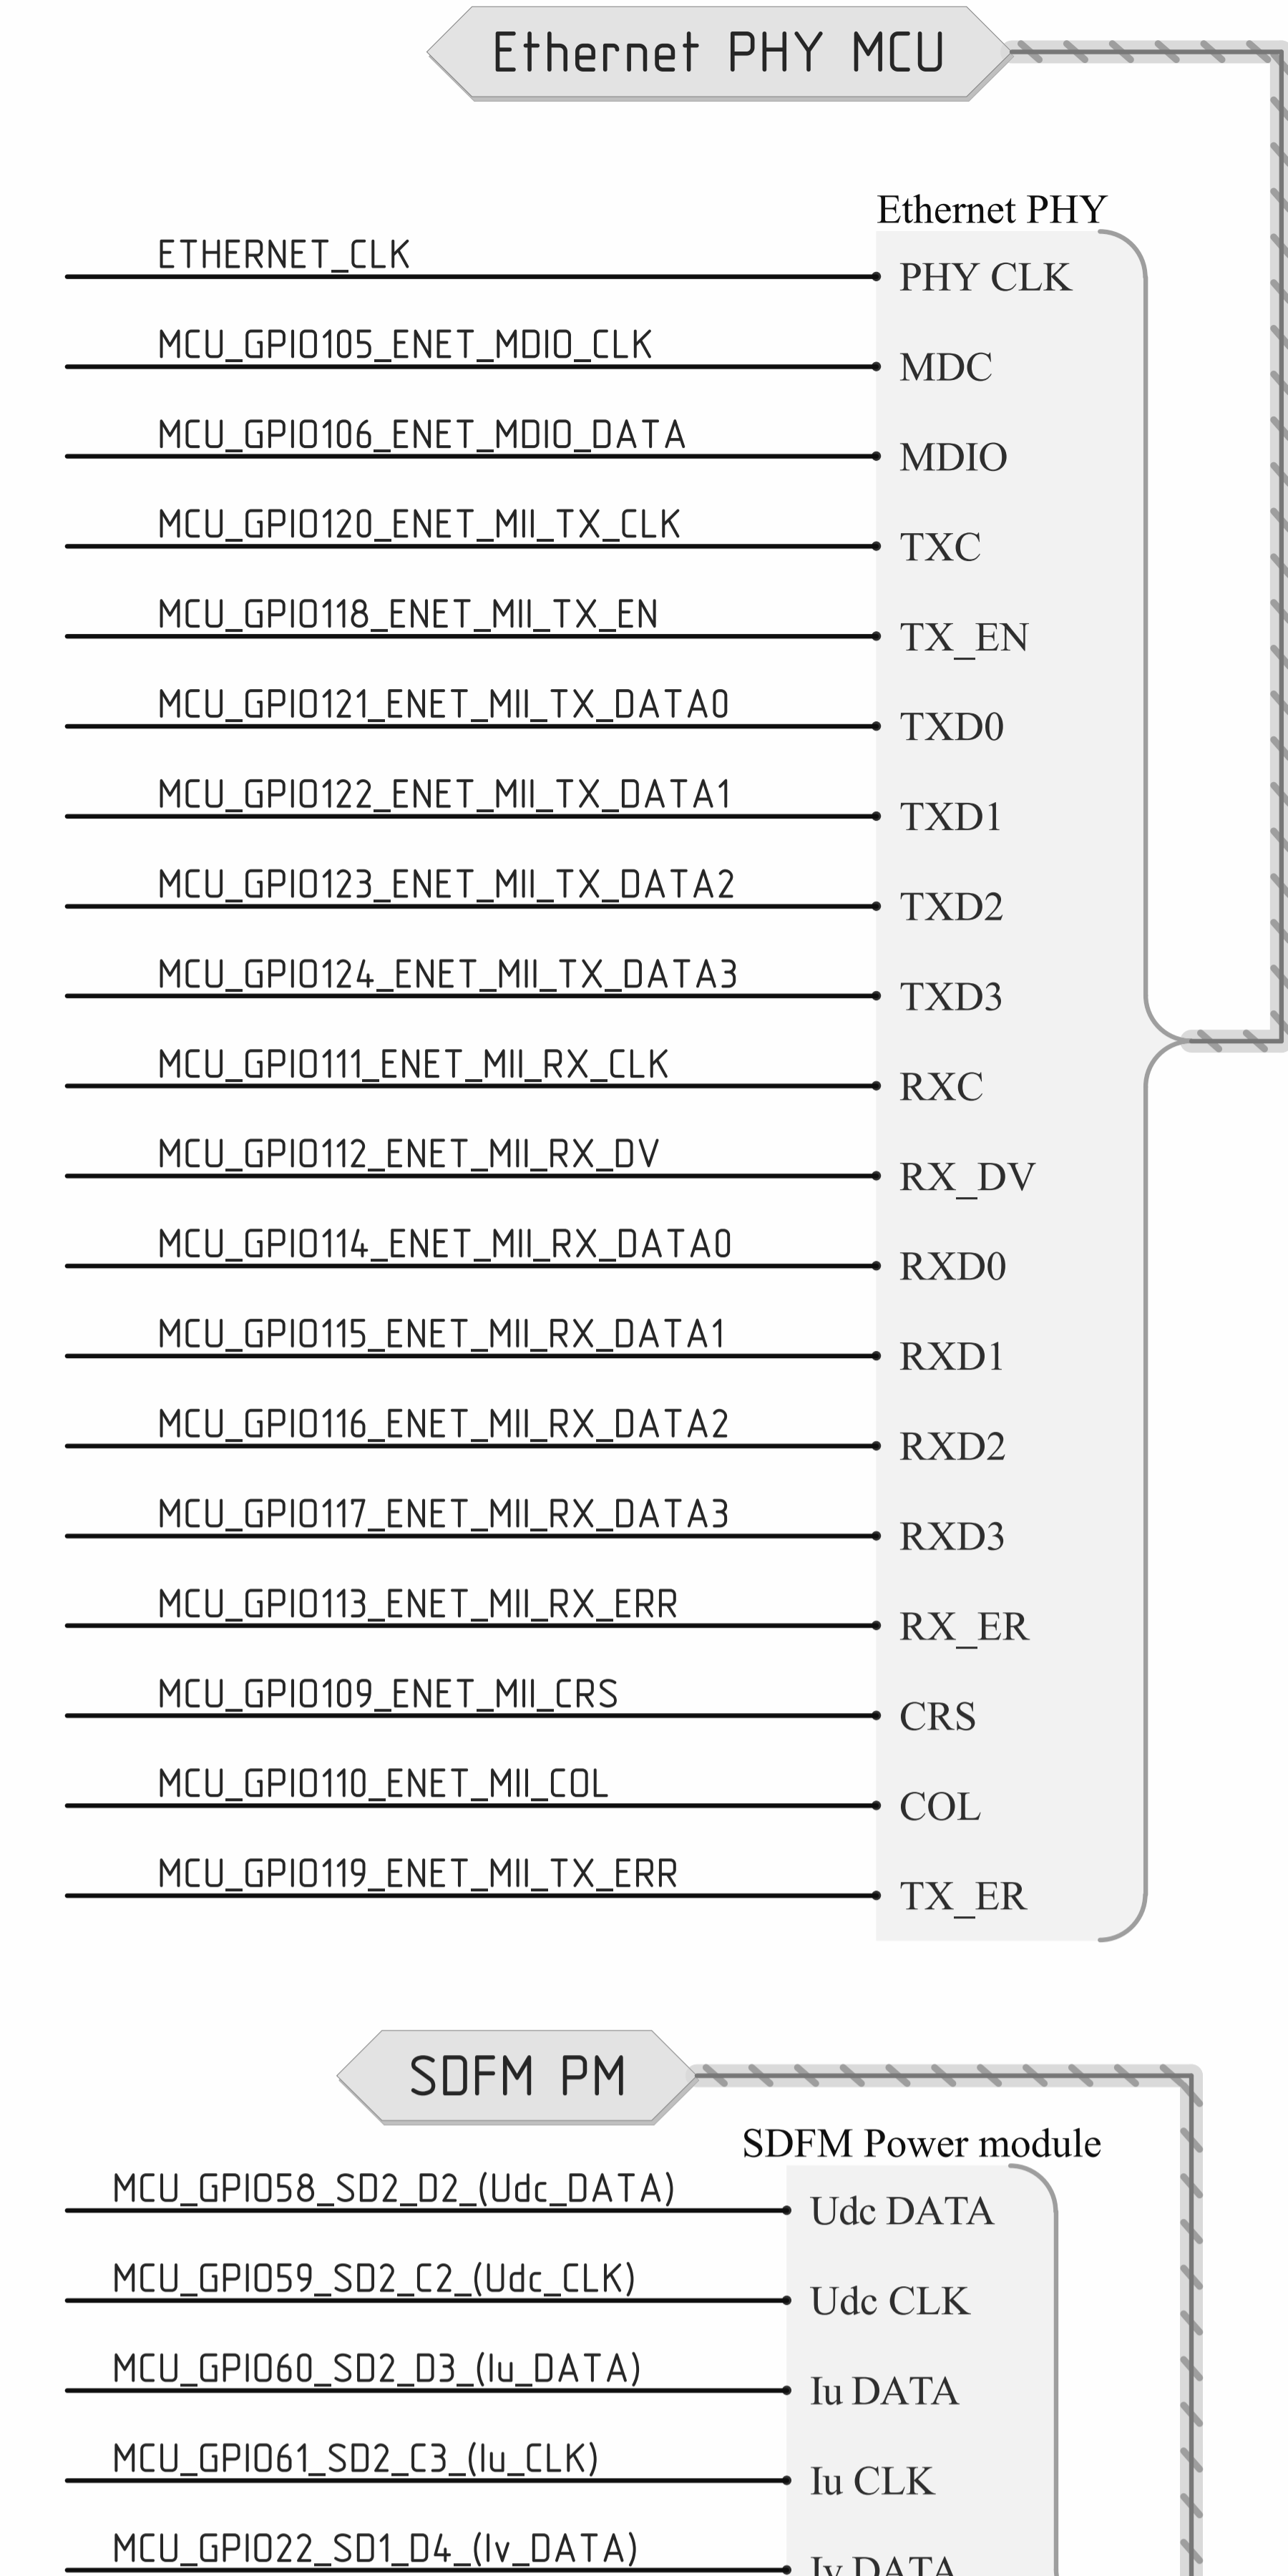 Ethernet PHY MCU
Ethernet PHY
ETHERNET_CLK PHY CLK
MCU_GPIO105_ENET_MDIO_CLK MDC
MCU_GPIO106_ENET_MDIO_DATA MDIO
MCU_GPIO120_ENET_MII_TX_CLK TXC
MCU_GPIO118_ENET_MII_TX_EN TX_EN
MCU_GPIO121_ENET_MII_TX_DATA0 TXD0
MCU_GPIO122_ENET_MII_TX_DATA1 TXD1
MCU_GPIO123_ENET_MII_TX_DATA2 TXD2
MCU_GPIO124_ENET_MII_TX_DATA3 TXD3
MCU_GPIO111_ENET_MII_RX_CLK RXC
MCU_GPIO112_ENET_MII_RX_DV RX_DV
MCU_GPIO114_ENET_MII_RX_DATA0 RXD0
MCU_GPIO115_ENET_MII_RX_DATA1 RXD1
MCU_GPIO116_ENET_MII_RX_DATA2 RXD2
MCU_GPIO117_ENET_MII_RX_DATA3 RXD3
MCU_GPIO113_ENET_MII_RX_ERR RX_ER
MCU_GPIO109_ENET_MII_CRS CRS
MCU_GPIO110_ENET_MII_COL COL
MCU_GPIO119_ENET_MII_TX_ERR TX_ER
SDFM PM
SDFM Power module
MCU_GPIO58_SD2_D2_(Udc_DATA) Udc DATA
MCU_GPIO59_SD2_C2_(Udc_CLK) Udc CLK
MCU_GPIO60_SD2_D3_(Iu_DATA) Iu DATA
MCU_GPIO61_SD2_C3_(Iu_CLK) Iu CLK
MCU_GPIO22_SD1_D4_(Iv_DATA) Iv DATA